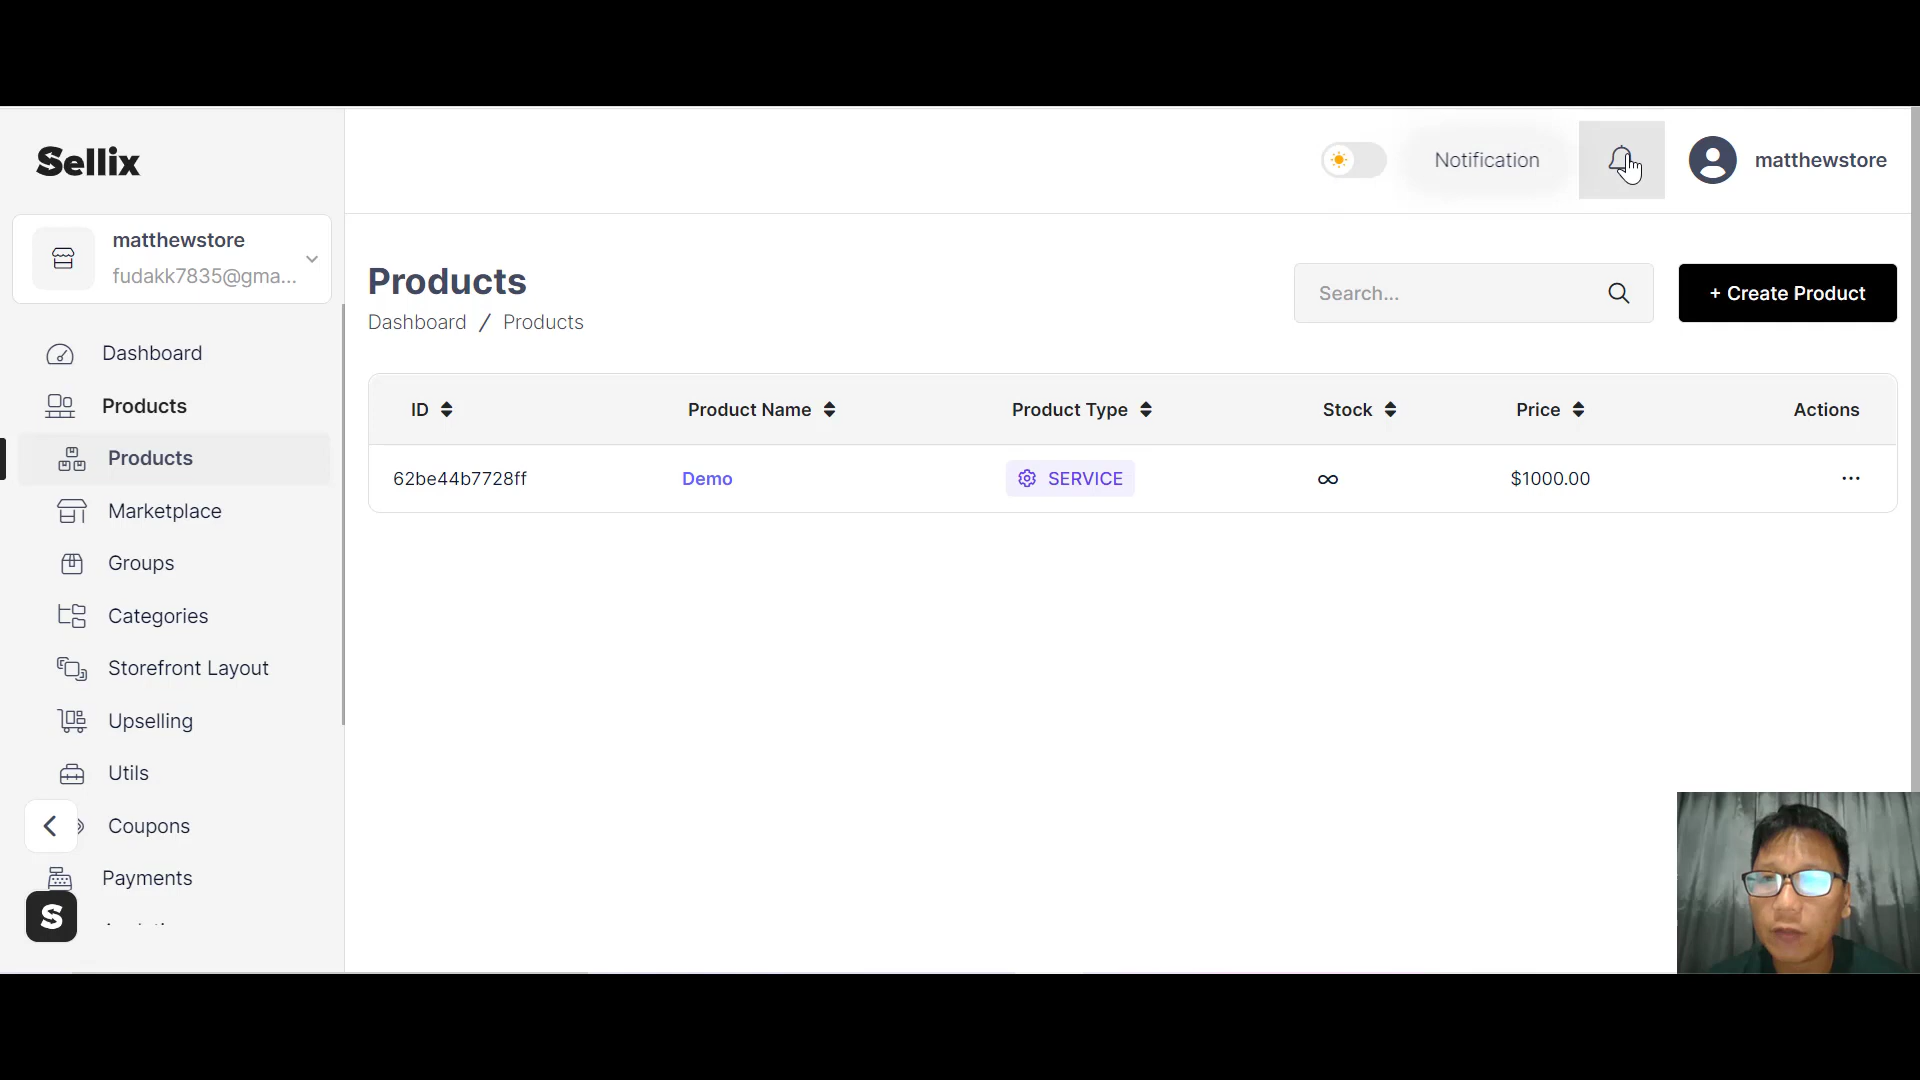 Sellix
Notification
matthewstore
matthewstore
fudakk7835@gma...
Products
Dashboard / Products
Search...
+ Create Product
Dashboard
Products
Products
Marketplace
Groups
Categories
Storefront Layout
Upselling
Utils
Coupons
Payments
S
ID Product Name Product Type Stock Price Actions
62be44b7728ff Demo SERVICE ∞ $1000.00 ...